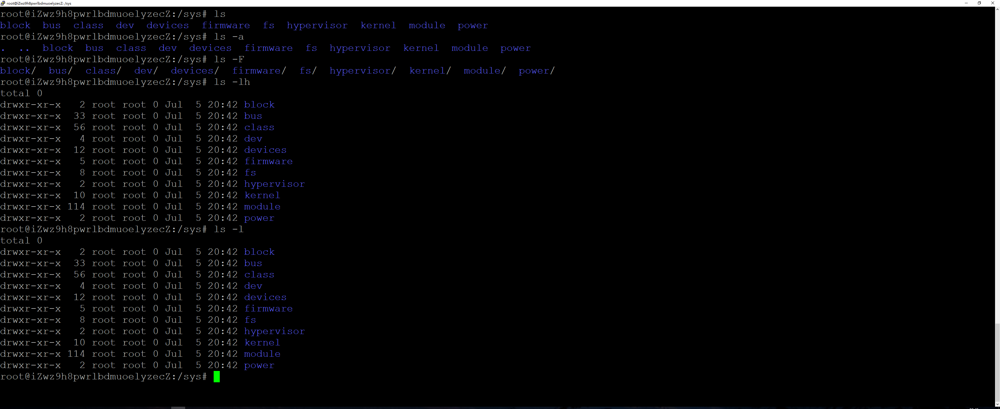 root@iZwz9h8pwrlbdmuoelyzecZ: /sys
root@iZwz9h8pwrlbdmuoelyzecZ:/sys# ls
block  bus  class  dev  devices  firmware  fs  hypervisor  kernel  module  power
root@iZwz9h8pwrlbdmuoelyzecZ:/sys# ls -a
.  ..  block  bus  class  dev  devices  firmware  fs  hypervisor  kernel  module  power
root@iZwz9h8pwrlbdmuoelyzecZ:/sys# ls -F
block/  bus/  class/  dev/  devices/  firmware/  fs/  hypervisor/  kernel/  module/  power/
root@iZwz9h8pwrlbdmuoelyzecZ:/sys# ls -lh
total 0
drwxr-xr-x   2 root root 0 Jul  5 20:42 block
drwxr-xr-x  33 root root 0 Jul  5 20:42 bus
drwxr-xr-x  56 root root 0 Jul  5 20:42 class
drwxr-xr-x   4 root root 0 Jul  5 20:42 dev
drwxr-xr-x  12 root root 0 Jul  5 20:42 devices
drwxr-xr-x   5 root root 0 Jul  5 20:42 firmware
drwxr-xr-x   8 root root 0 Jul  5 20:42 fs
drwxr-xr-x   2 root root 0 Jul  5 20:42 hypervisor
drwxr-xr-x  10 root root 0 Jul  5 20:42 kernel
drwxr-xr-x 114 root root 0 Jul  5 20:42 module
drwxr-xr-x   2 root root 0 Jul  5 20:42 power
root@iZwz9h8pwrlbdmuoelyzecZ:/sys# ls -l
total 0
drwxr-xr-x   2 root root 0 Jul  5 20:42 block
drwxr-xr-x  33 root root 0 Jul  5 20:42 bus
drwxr-xr-x  56 root root 0 Jul  5 20:42 class
drwxr-xr-x   4 root root 0 Jul  5 20:42 dev
drwxr-xr-x  12 root root 0 Jul  5 20:42 devices
drwxr-xr-x   5 root root 0 Jul  5 20:42 firmware
drwxr-xr-x   8 root root 0 Jul  5 20:42 fs
drwxr-xr-x   2 root root 0 Jul  5 20:42 hypervisor
drwxr-xr-x  10 root root 0 Jul  5 20:42 kernel
drwxr-xr-x 114 root root 0 Jul  5 20:42 module
drwxr-xr-x   2 root root 0 Jul  5 20:42 power
root@iZwz9h8pwrlbdmuoelyzecZ:/sys#